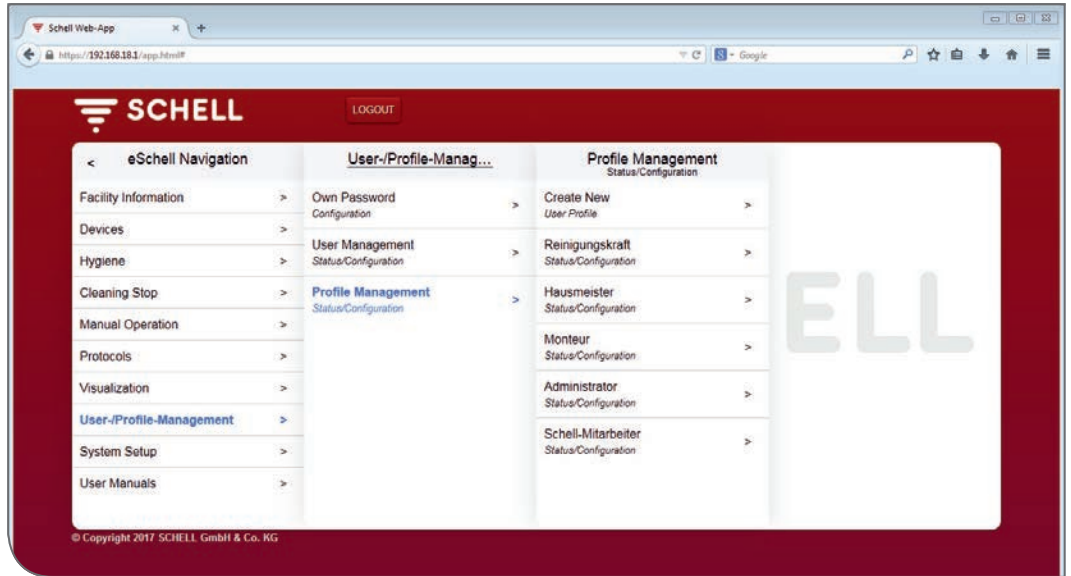 Schell Web-App
https://192.168.18.1/app.html#
Google
SCHELL
LOGOUT
< eSchell Navigation
Facility Information >
Devices >
Hygiene >
Cleaning Stop >
Manual Operation >
Protocols >
Visualization >
User-/Profile-Management >
System Setup >
User Manuals >
User-/Profile-Manag...
Own Password >
Configuration
User Management >
Status/Configuration
Profile Management >
Status/Configuration
Profile Management
Status/Configuration
Create New >
User Profile
Reinigungskraft >
Status/Configuration
Hausmeister >
Status/Configuration
Monteur >
Status/Configuration
Administrator >
Status/Configuration
Schell-Mitarbeiter >
Status/Configuration
ELL
© Copyright 2017 SCHELL GmbH & Co. KG